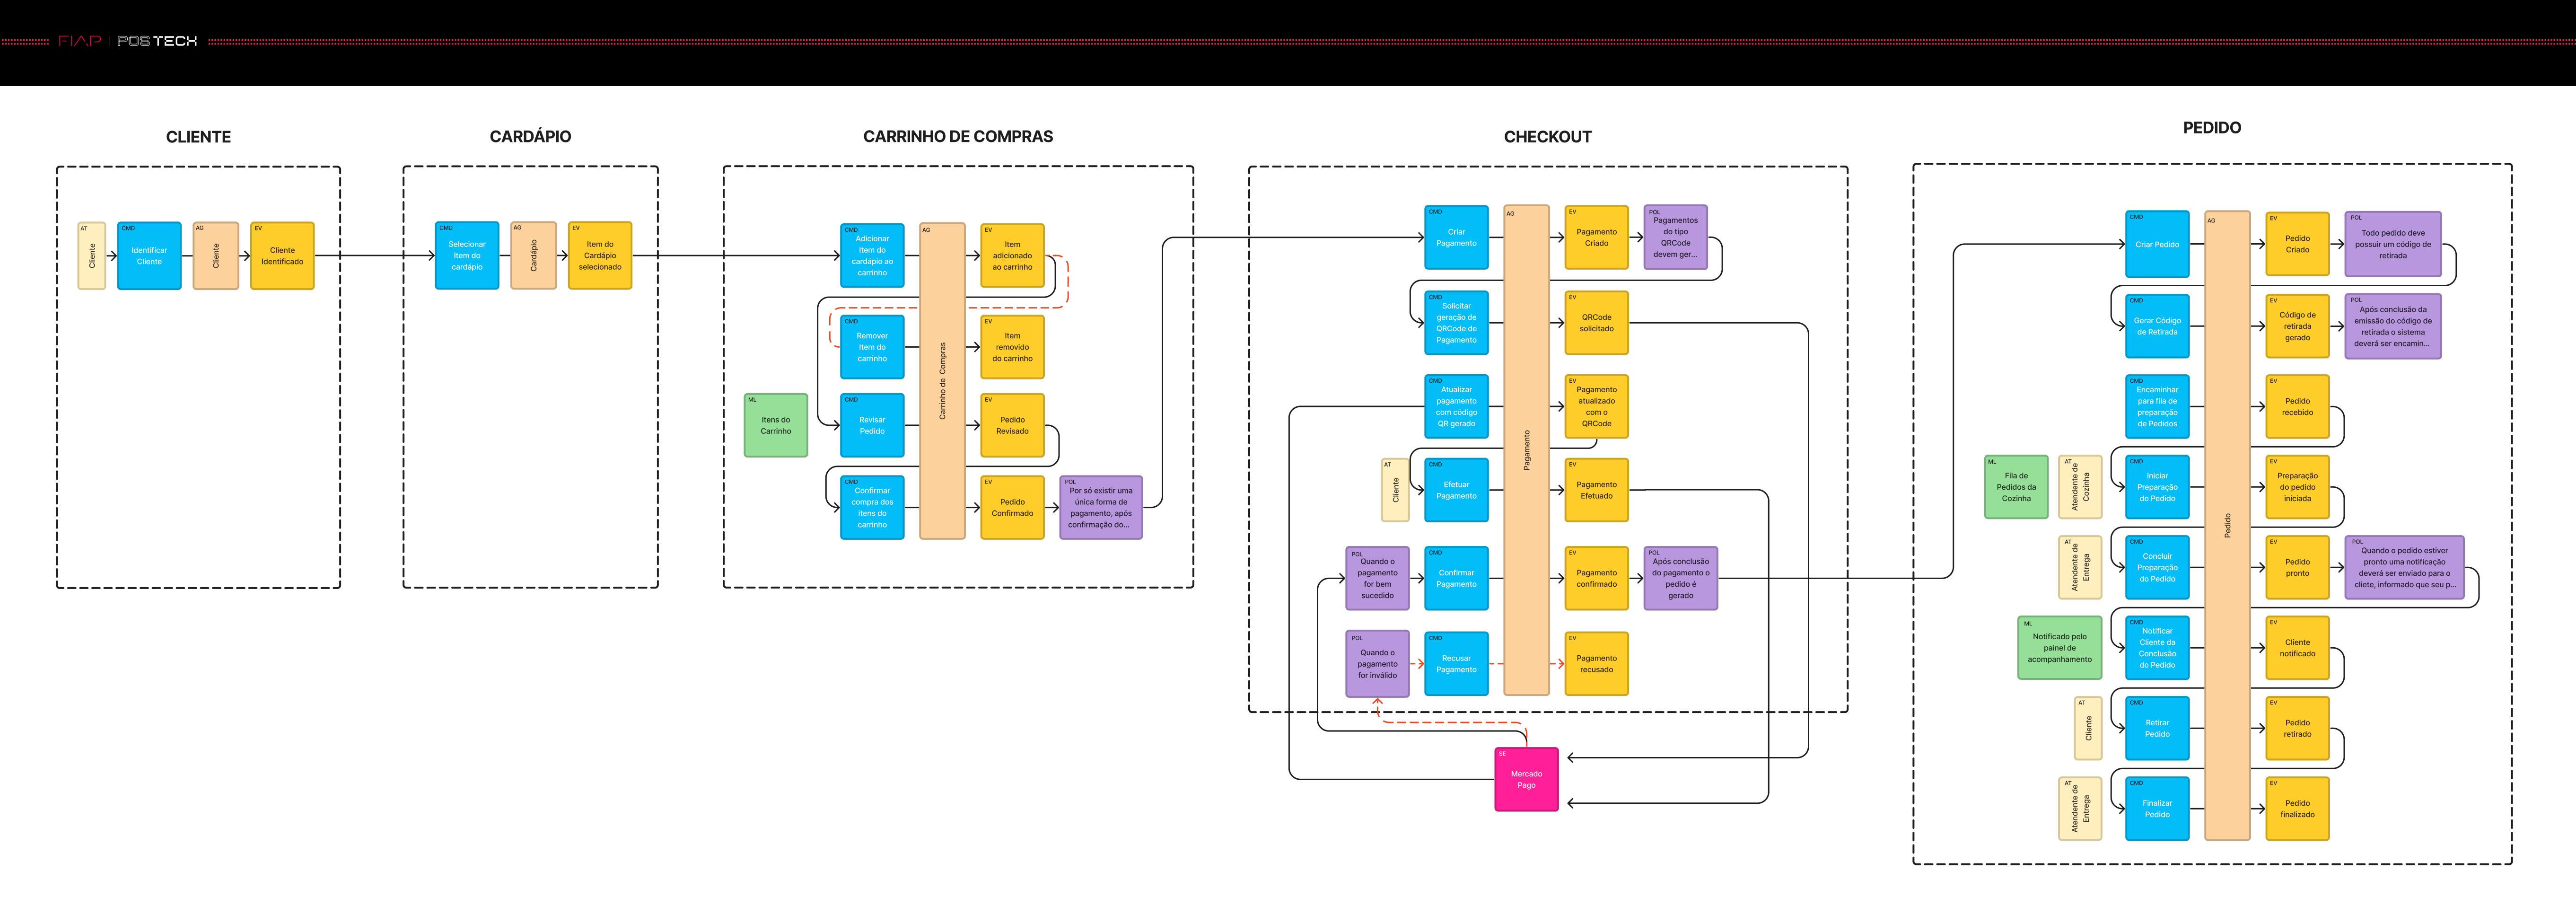 FIAP POSTECH
CLIENTE
AT
Cliente
CMD
Identificar
Cliente
AG
Cliente
EV
Cliente
Identificado
CARDÁPIO
CMD
Selecionar
Item do
cardápio
AG
Cardápio
EV
Item do
Cardápio
selecionado
CARRINHO DE COMPRAS
CMD
Adicionar
Item do
cardápio ao
carrinho
AG
Carrinho de Compras
EV
Item
adicionado
ao carrinho
CMD
Remover
Item do
carrinho
EV
Item
removido
do carrinho
ML
Itens do
Carrinho
CMD
Revisar
Pedido
EV
Pedido
Revisado
CMD
Confirmar
compra dos
itens do
carrinho
EV
Pedido
Confirmado
POL
Por só existir uma
única forma de
pagamento, após
confirmação do...
CHECKOUT
CMD
Criar
Pagamento
AG
Pagamento
EV
Pagamento
Criado
POL
Pagamentos
do tipo
QRCode
devem ger...
CMD
Solicitar
geração de
QRCode de
Pagamento
EV
QRCode
solicitado
CMD
Atualizar
pagamento
com código
QR gerado
EV
Pagamento
atualizado
com o
QRCode
AT
Cliente
CMD
Efetuar
Pagamento
EV
Pagamento
Efetuado
POL
Quando o
pagamento
for bem
sucedido
CMD
Confirmar
Pagamento
EV
Pagamento
confirmado
POL
Após conclusão
do pagamento o
pedido é
gerado
POL
Quando o
pagamento
for inválido
CMD
Recusar
Pagamento
EV
Pagamento
recusado
SE
Mercado
Pago
PEDIDO
CMD
Criar Pedido
AG
Pedido
EV
Pedido
Criado
POL
Todo pedido deve
possuir um código de
retirada
CMD
Gerar Código
de Retirada
EV
Código de
retirada
gerado
POL
Após conclusão da
emissão do código de
retirada o sistema
deverá ser encamin...
CMD
Encaminhar
para fila de
preparação
de Pedidos
EV
Pedido
recebido
ML
Fila de
Pedidos da
Cozinha
AT
Atendente de
Cozinha
CMD
Iniciar
Preparação
do Pedido
EV
Preparação
do pedido
iniciada
AT
Atendente de
Entrega
CMD
Concluir
Preparação
do Pedido
EV
Pedido
pronto
POL
Quando o pedido estiver
pronto uma notificação
deverá ser enviado para o
cliete, informado que seu p...
ML
Notificado pelo
painel de
acompanhamento
CMD
Notificar
Cliente da
Conclusão
do Pedido
EV
Cliente
notificado
AT
Cliente
CMD
Retirar
Pedido
EV
Pedido
retirado
AT
Atendente de
Entrega
CMD
Finalizar
Pedido
EV
Pedido
finalizado